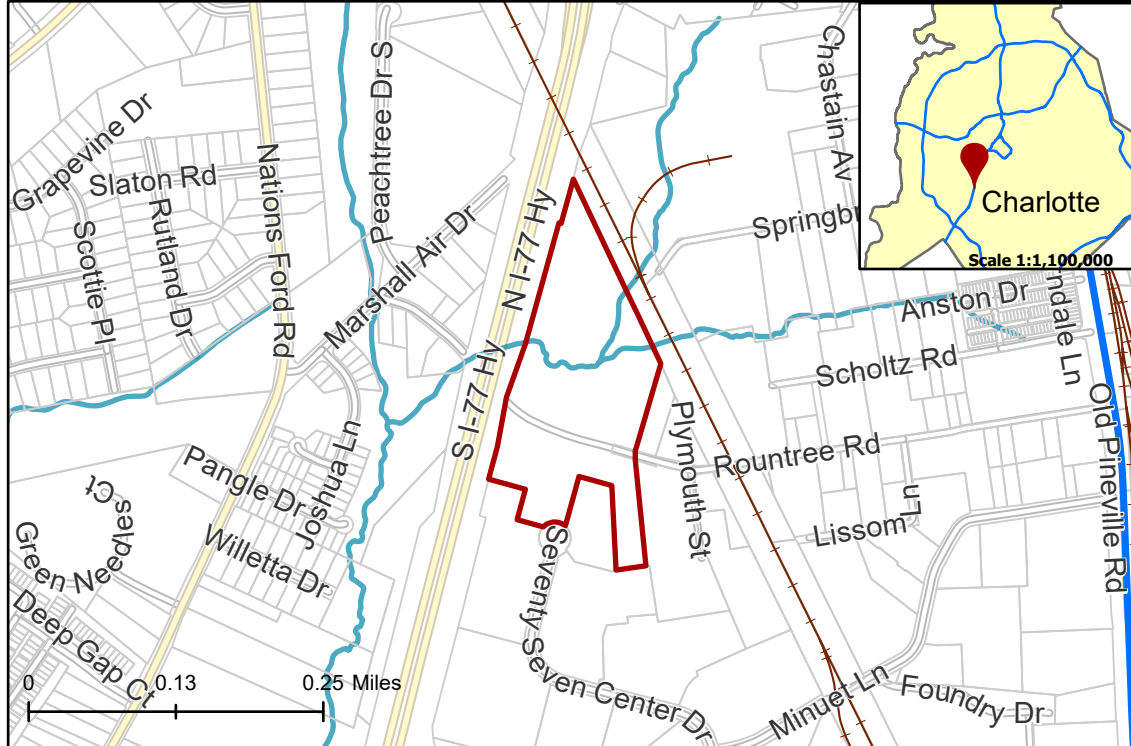 Grapevine Dr
Slaton Rd
Scottie Pl
Rutland Dr
Nations Ford Rd
Peachtree Dr S
Marshall Air Dr
N I-77 Hy
S I-77 Hy
Chastain Av
Springbr
Charlotte
Scale 1:1,100,000
Anston Dr
ndale Ln
Scholtz Rd
Old Pineville Rd
Plymouth St
Rountree Rd
Lissom Ln
Pangle Dr
Joshua Ln
Willetta Dr
Green Needles Ct
Deep Gap Ct
Seventy Seven Center Dr
Minuet Ln
Foundry Dr
0 0.13 0.25 Miles